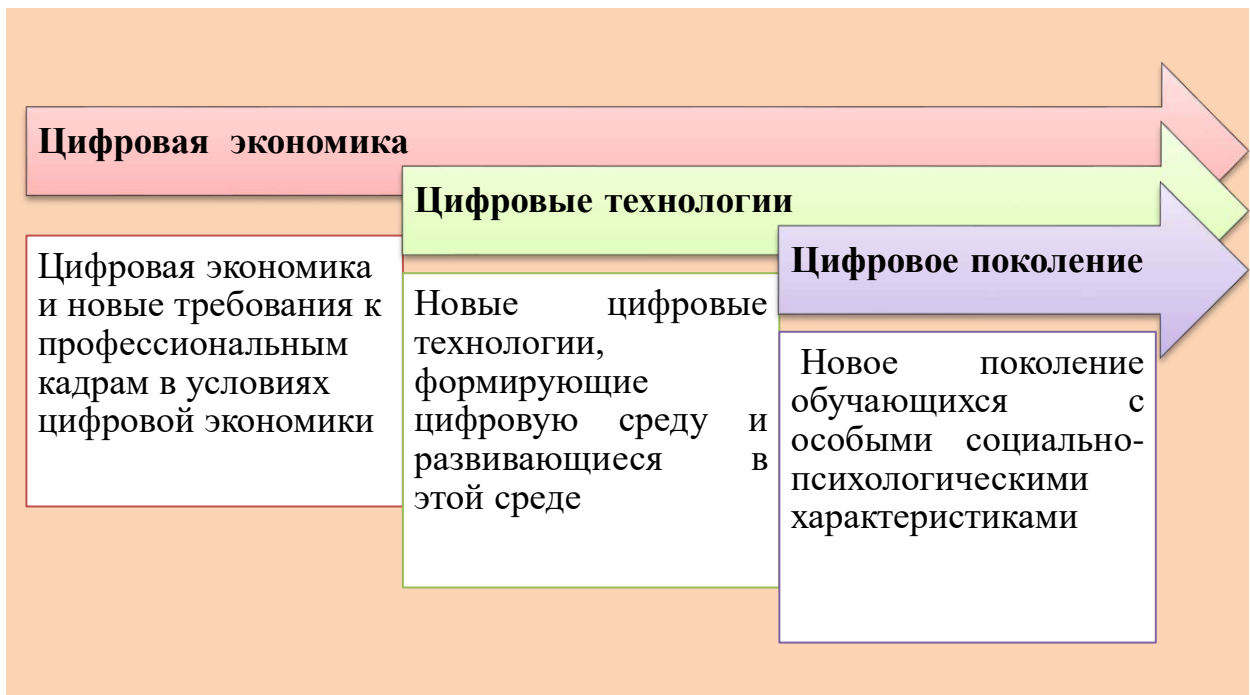 Цифровая экономика
Цифровая экономика
и новые требования к
профессиональным
кадрам в условиях
цифровой экономики
Цифровые технологии
Новые цифровые
технологии,
формирующие
цифровую среду и
развивающиеся в
этой среде
Цифровое поколение
Новое поколение
обучающихся с
особыми социально-
психологическими
характеристиками